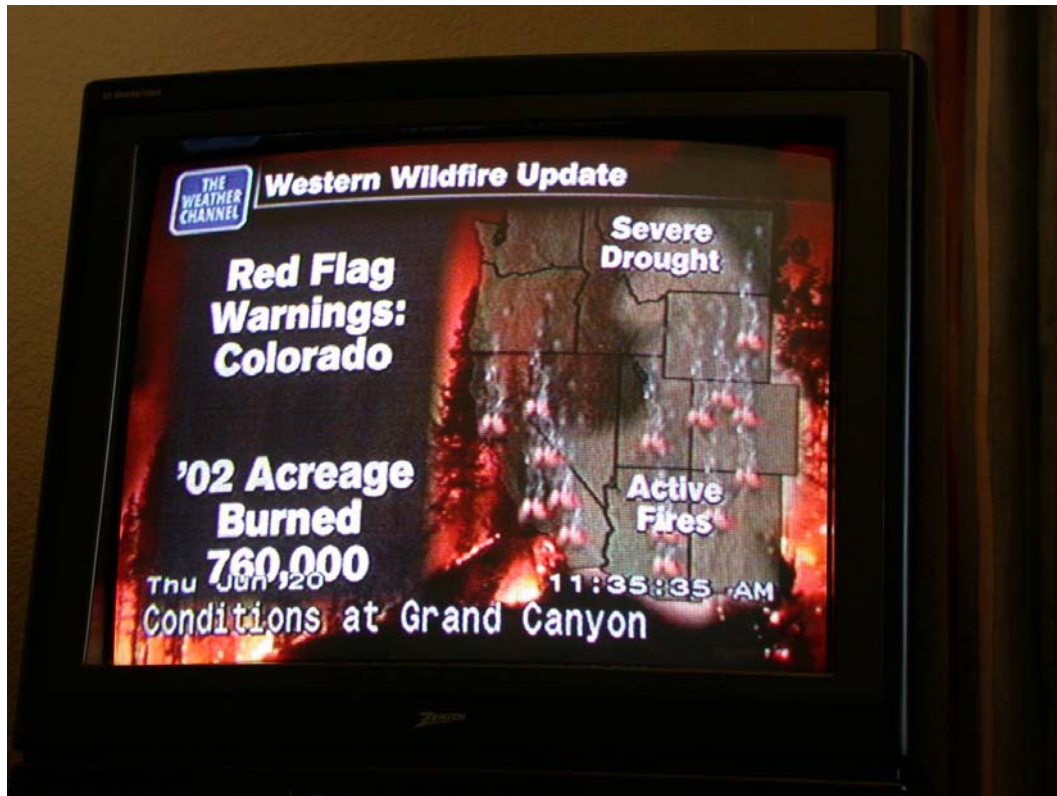 THE
WEATHER
CHANNEL
Western Wildfire Update
Red Flag
Warnings:
Colorado
Severe
Drought
'02 Acreage
Burned
760,000
Active
Fires
Thu Jun 20
11:35:35 AM
Conditions at Grand Canyon
ZENITH